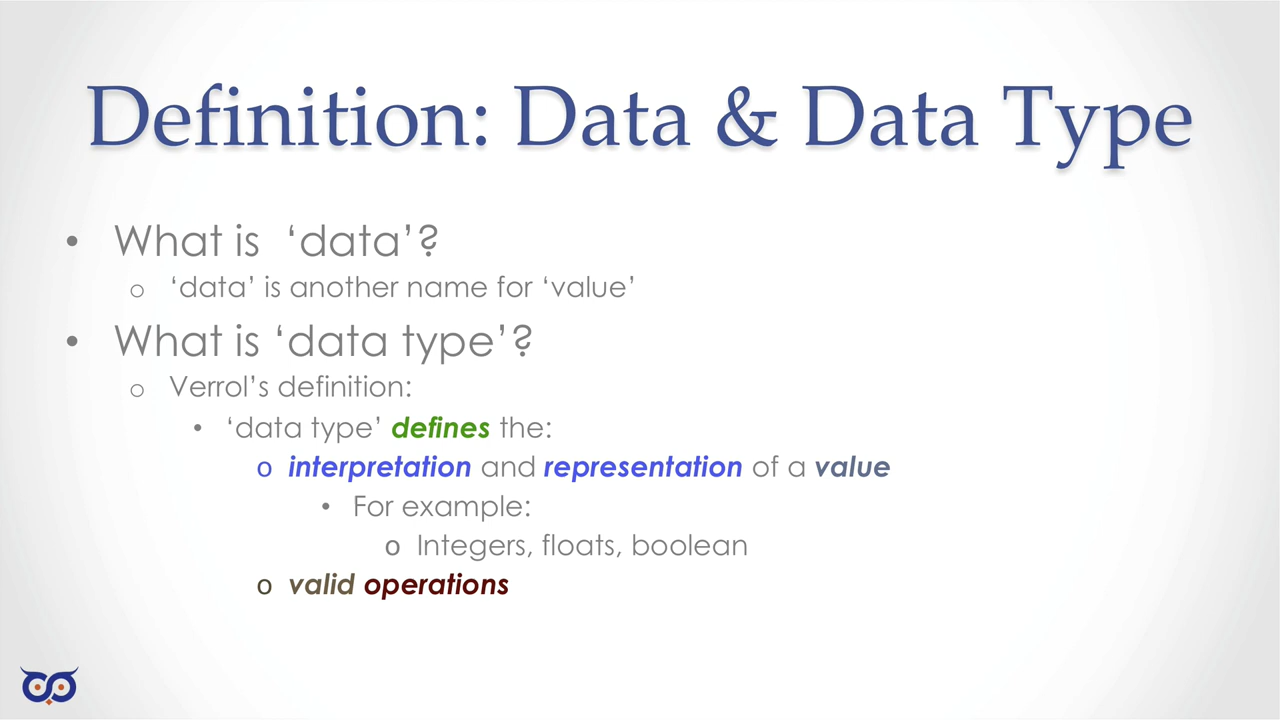 Definition: Data & Data Type
• What is ‘data’?
o ‘data’ is another name for ‘value’
• What is ‘data type’?
o Verrol’s definition:
• ‘data type’ defines the:
o interpretation and representation of a value
• For example:
o Integers, floats, boolean
o valid operations